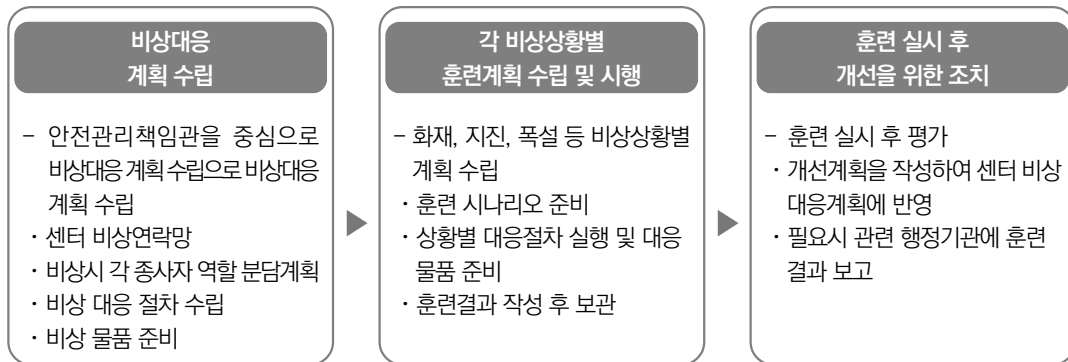 비상대응
계획 수립
– 안전관리책임관을 중심으로
비상대응 계획 수립으로 비상대응
계획 수립
· 센터 비상연락망
· 비상시 각 종사자 역할 분담계획
· 비상 대응 절차 수립
· 비상 물품 준비
▶
각 비상상황별
훈련계획 수립 및 시행
– 화재, 지진, 폭설 등 비상상황별
계획 수립
· 훈련 시나리오 준비
· 상황별 대응절차 실행 및 대응
물품 준비
· 훈련결과 작성 후 보관
▶
훈련 실시 후
개선을 위한 조치
– 훈련 실시 후 평가
· 개선계획을 작성하여 센터 비상
대응계획에 반영
· 필요시 관련 행정기관에 훈련
결과 보고